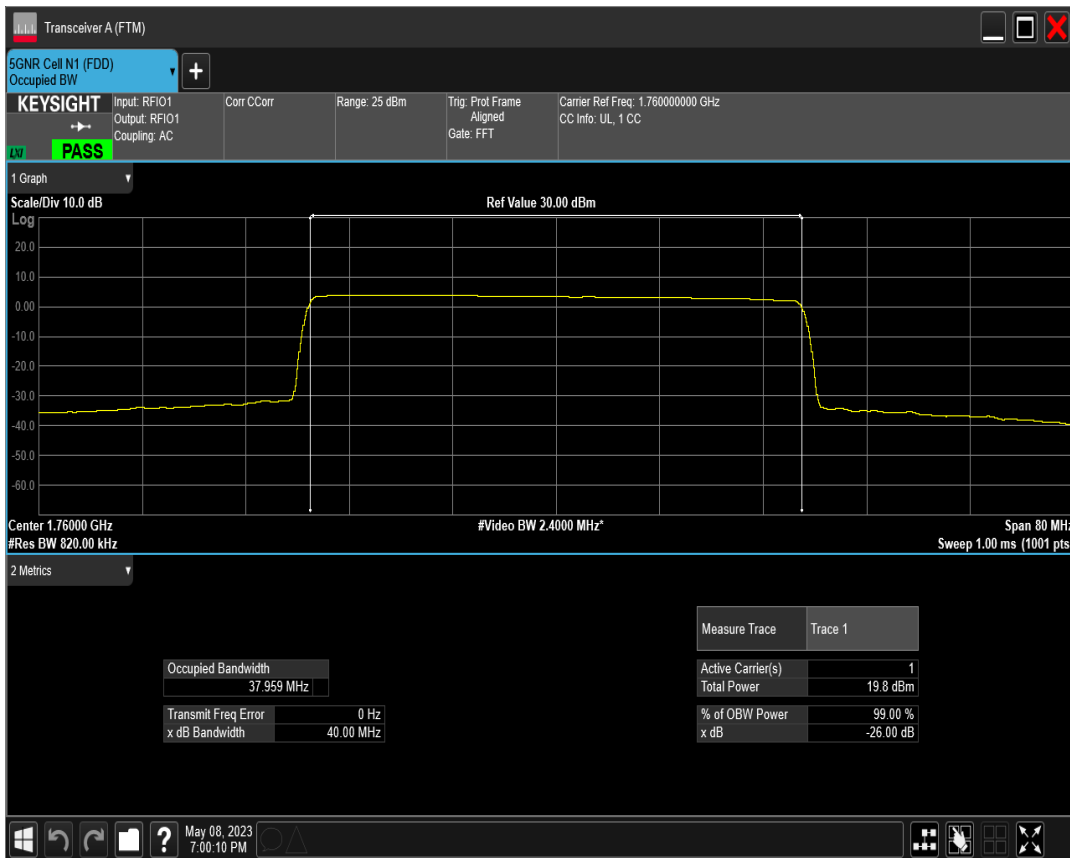 Transceiver A (FTM)
5GNR Cell N1 (FDD)
Occupied BW
+
KEYSIGHT
LXI
PASS
Input: RFIO1
Output: RFIO1
Coupling: AC
Corr CCorr
Range: 25 dBm
Trig: Prot Frame
Aligned
Gate: FFT
Carrier Ref Freq: 1.760000000 GHz
CC Info: UL, 1 CC
1 Graph
Scale/Div 10.0 dB
Ref Value 30.00 dBm
Log
20.0
10.0
0.00
-10.0
-20.0
-30.0
-40.0
-50.0
-60.0
Center 1.76000 GHz
#Video BW 2.4000 MHz*
Span 80 MHz
#Res BW 820.00 kHz
Sweep 1.00 ms (1001 pts
2 Metrics
Measure Trace Trace 1
Occupied Bandwidth
37.959 MHz
Active Carrier(s) 1
Total Power 19.8 dBm
Transmit Freq Error 0 Hz
x dB Bandwidth 40.00 MHz
% of OBW Power 99.00 %
x dB -26.00 dB
?
May 08, 2023
7:00:10 PM